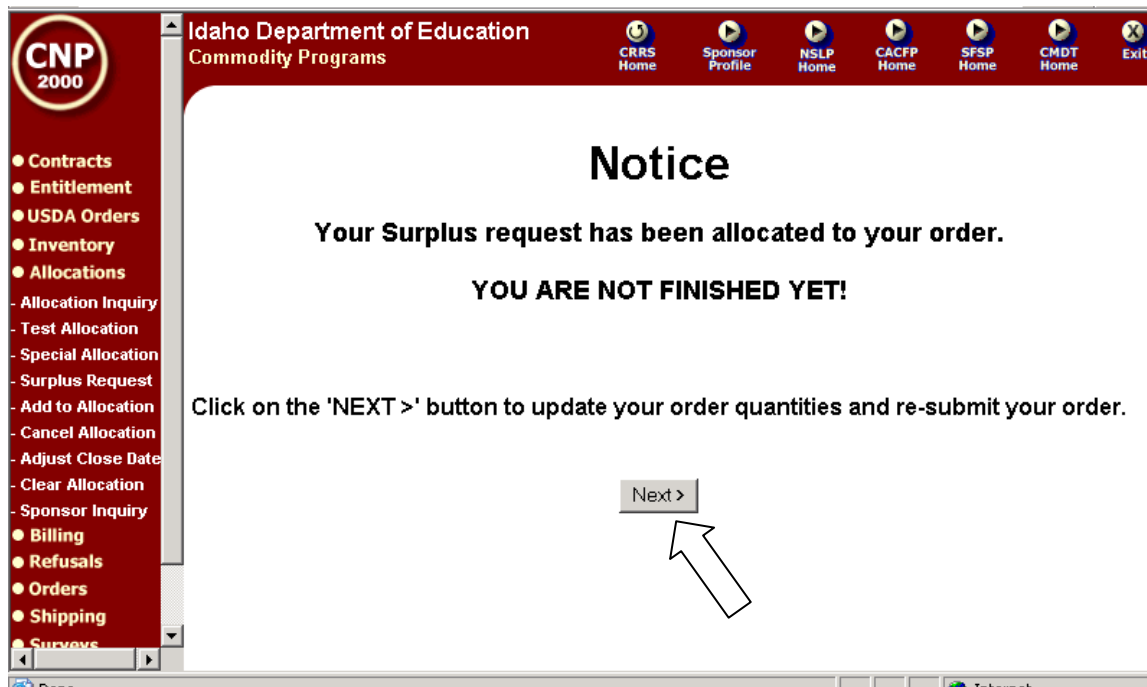 CNP
2000
Idaho Department of Education
Commodity Programs
CRRS
Home
Sponsor
Profile
NSLP
Home
CACFP
Home
SFSP
Home
CMDT
Home
Exit
Contracts
Entitlement
USDA Orders
Inventory
Allocations
- Allocation Inquiry
- Test Allocation
- Special Allocation
- Surplus Request
- Add to Allocation
- Cancel Allocation
- Adjust Close Date
- Clear Allocation
- Sponsor Inquiry
Billing
Refusals
Orders
Shipping
Surveys
Notice
Your Surplus request has been allocated to your order.
YOU ARE NOT FINISHED YET!
Click on the 'NEXT >' button to update your order quantities and re-submit your order.
Next >